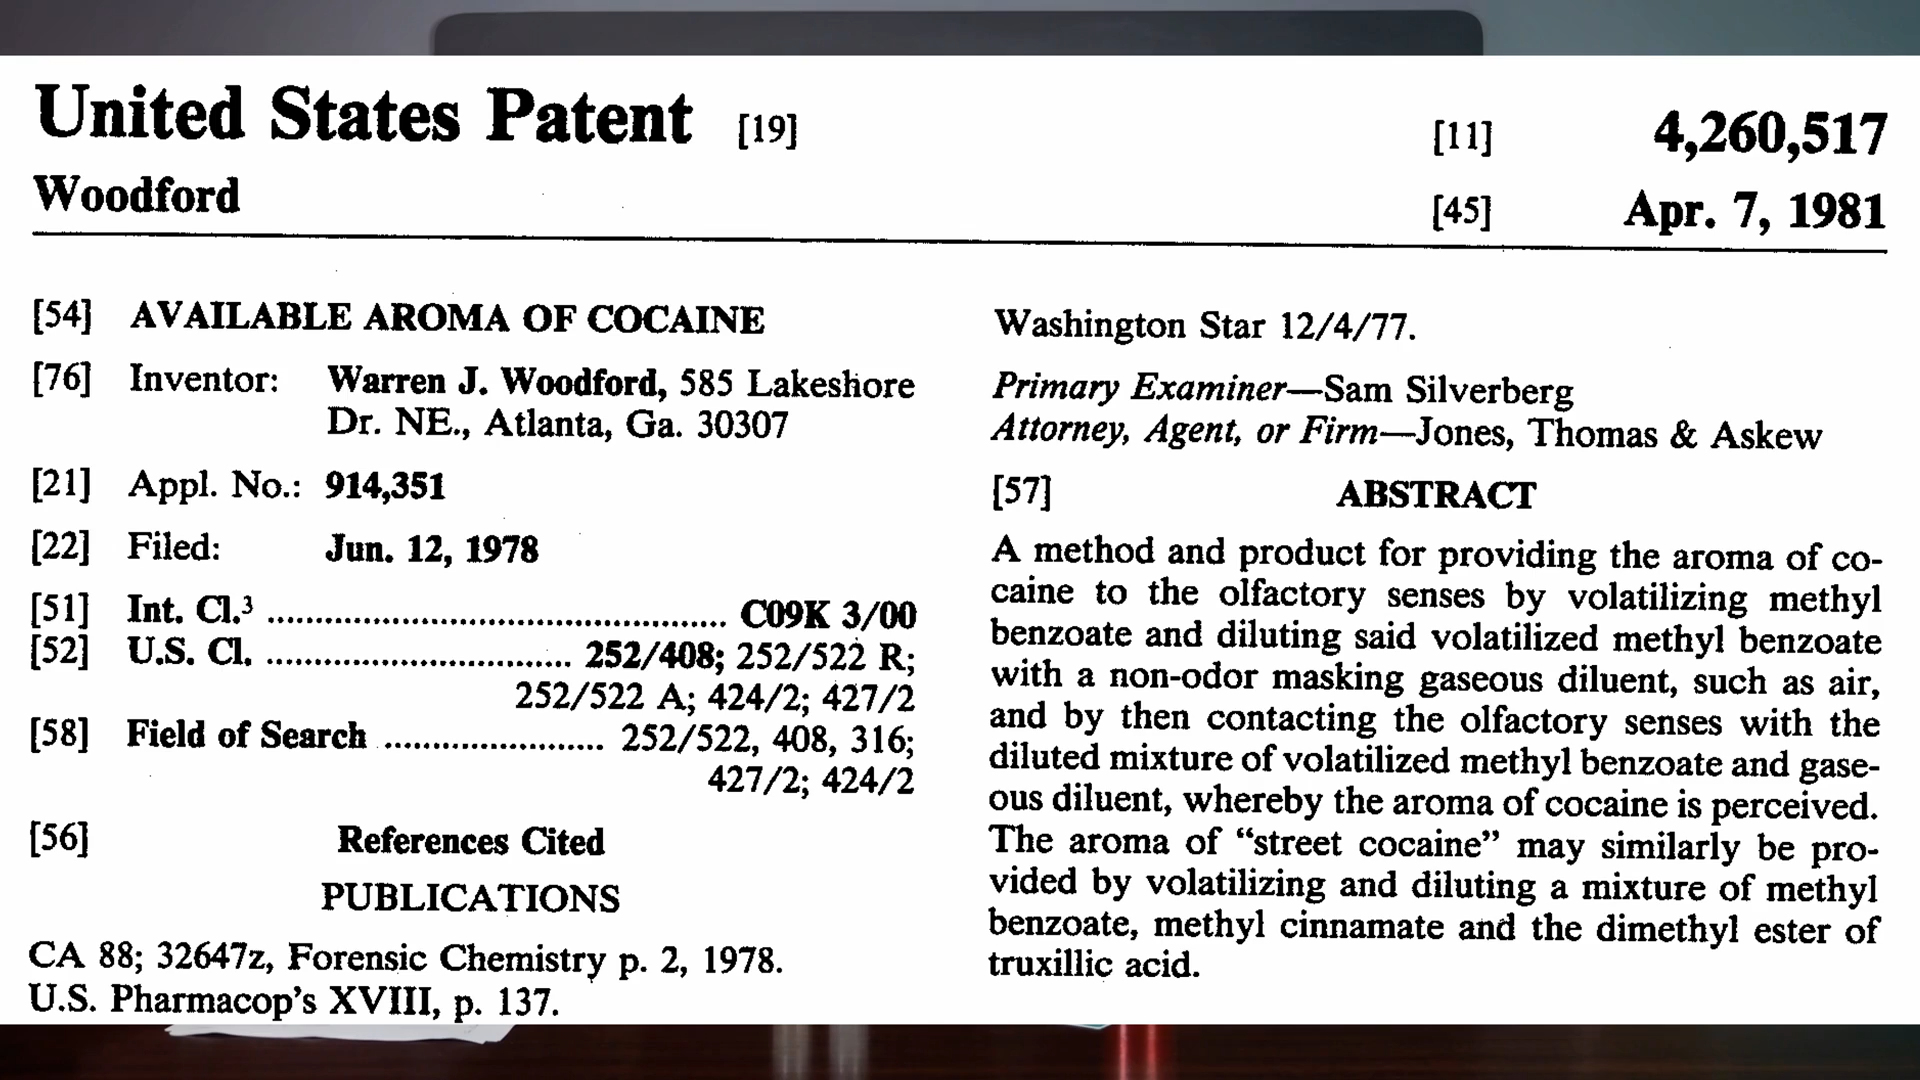 United States Patent [19]
Woodford
[11] 4,260,517
[45] Apr. 7, 1981
[54] AVAILABLE AROMA OF COCAINE
[76] Inventor: Warren J. Woodford, 585 Lakeshore
Dr. NE., Atlanta, Ga. 30307
[21] Appl. No.: 914,351
[22] Filed: Jun. 12, 1978
[51] Int. Cl.³ ............................................... C09K 3/00
[52] U.S. Cl. ................................ 252/408; 252/522 R;
252/522 A; 424/2; 427/2
[58] Field of Search ....................... 252/522, 408, 316;
427/2; 424/2
[56] References Cited
PUBLICATIONS
CA 88; 32647z, Forensic Chemistry p. 2, 1978.
U.S. Pharmacop's XVIII, p. 137.
Washington Star 12/4/77.
Primary Examiner—Sam Silverberg
Attorney, Agent, or Firm—Jones, Thomas & Askew
[57] ABSTRACT
A method and product for providing the aroma of co-
caine to the olfactory senses by volatilizing methyl
benzoate and diluting said volatilized methyl benzoate
with a non-odor masking gaseous diluent, such as air,
and by then contacting the olfactory senses with the
diluted mixture of volatilized methyl benzoate and gase-
ous diluent, whereby the aroma of cocaine is perceived.
The aroma of “street cocaine” may similarly be pro-
vided by volatilizing and diluting a mixture of methyl
benzoate, methyl cinnamate and the dimethyl ester of
truxillic acid.